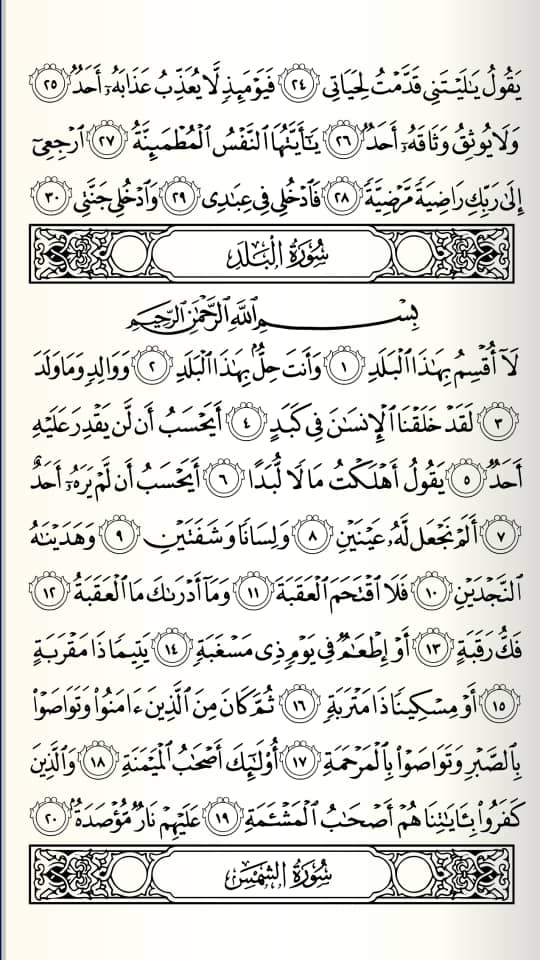 يَقُولُ يَٰلَيْتَنِى قَدَّمْتُ لِحَيَاتِى ٢٤ فَيَوْمَئِذٍ لَّا يُعَذِّبُ عَذَابَهُۥٓ أَحَدٌ ٢٥
وَلَا يُوثِقُ وَثَاقَهُۥٓ أَحَدٌ ٢٦ يَٰٓأَيَّتُهَا ٱلنَّفْسُ ٱلْمُطْمَئِنَّةُ ٢٧ ٱرْجِعِىٓ
إِلَىٰ رَبِّكِ رَاضِيَةً مَّرْضِيَّةً ٢٨ فَٱدْخُلِى فِى عِبَٰدِى ٢٩ وَٱدْخُلِى جَنَّتِى ٣٠
سُورَةُ الْبَلَدِ
بِسْمِ ٱللَّهِ ٱلرَّحْمَٰنِ ٱلرَّحِيمِ
لَآ أُقْسِمُ بِهَٰذَا ٱلْبَلَدِ ١ وَأَنتَ حِلٌّۢ بِهَٰذَا ٱلْبَلَدِ ٢ وَوَالِدٍ وَمَا وَلَدَ
٣ لَقَدْ خَلَقْنَا ٱلْإِنسَٰنَ فِى كَبَدٍ ٤ أَيَحْسَبُ أَن لَّن يَقْدِرَ عَلَيْهِ
أَحَدٌ ٥ يَقُولُ أَهْلَكْتُ مَالًا لُّبَدًا ٦ أَيَحْسَبُ أَن لَّمْ يَرَهُۥٓ أَحَدٌ
٧ أَلَمْ نَجْعَل لَّهُۥ عَيْنَيْنِ ٨ وَلِسَانًا وَشَفَتَيْنِ ٩ وَهَدَيْنَٰهُ
ٱلنَّجْدَيْنِ ١٠ فَلَا ٱقْتَحَمَ ٱلْعَقَبَةَ ١١ وَمَآ أَدْرَىٰكَ مَا ٱلْعَقَبَةُ ١٢
فَكُّ رَقَبَةٍ ١٣ أَوْ إِطْعَٰمٌ فِى يَوْمٍ ذِى مَسْغَبَةٍ ١٤ يَتِيمًا ذَا مَقْرَبَةٍ
١٥ أَوْ مِسْكِينًا ذَا مَتْرَبَةٍ ١٦ ثُمَّ كَانَ مِنَ ٱلَّذِينَ ءَامَنُوا۟ وَتَوَاصَوْا۟
بِٱلصَّبْرِ وَتَوَاصَوْا۟ بِٱلْمَرْحَمَةِ ١٧ أُو۟لَٰٓئِكَ أَصْحَٰبُ ٱلْمَيْمَنَةِ ١٨ وَٱلَّذِينَ
كَفَرُوا۟ بِـَٔايَٰتِنَا هُمْ أَصْحَٰبُ ٱلْمَشْـَٔمَةِ ١٩ عَلَيْهِمْ نَارٌ مُّؤْصَدَةٌۢ ٢٠
سُورَةُ الشَّمْسِ